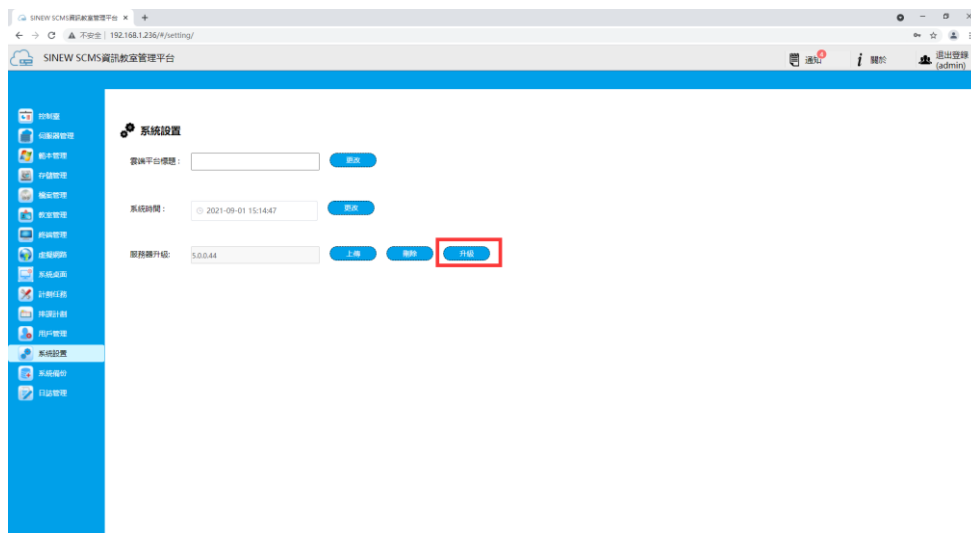 SINEW SCMS資訊教室管理平台
不安全 | 192.168.1.236/#/setting/
SINEW SCMS資訊教室管理平台
通知 4
關於
退出登錄
(admin)
控制臺
伺服器管理
範本管理
存儲管理
檔案管理
教室管理
終端管理
虛擬網路
系統桌面
計劃任務
排課計劃
用戶管理
系統設置
系統備份
日誌管理
系統設置
雲端平台標題：
更改
系統時間：
2021-09-01 15:14:47
更改
服務器升級:
5.0.0.44
上傳
刪除
升級